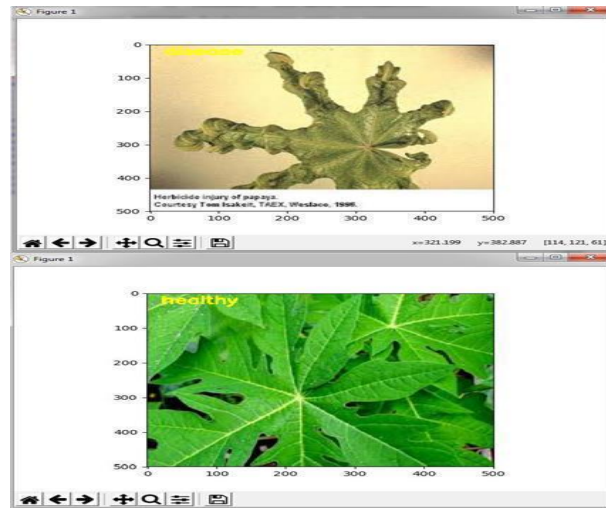 Figure 1
disease
0
100
200
300
400
500
Herbicide injury of papaya.
Courtesy Tom Isakeit, TAEX, Weslaco, 1996.
0 100 200 300 400 500
x=321.199 y=382.887 [114, 121, 61]
Figure 1
healthy
0
100
200
300
400
500
0 100 200 300 400 500